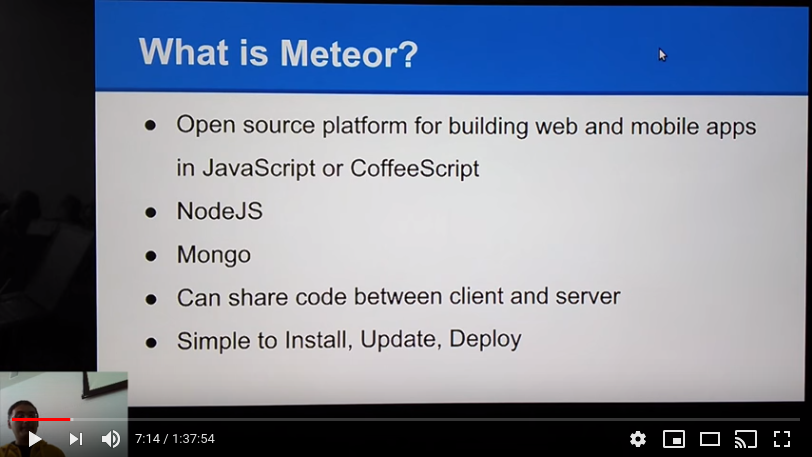 What is Meteor?
● Open source platform for building web and mobile apps
in JavaScript or CoffeeScript
● NodeJS
● Mongo
● Can share code between client and server
● Simple to Install, Update, Deploy
7:14 / 1:37:54